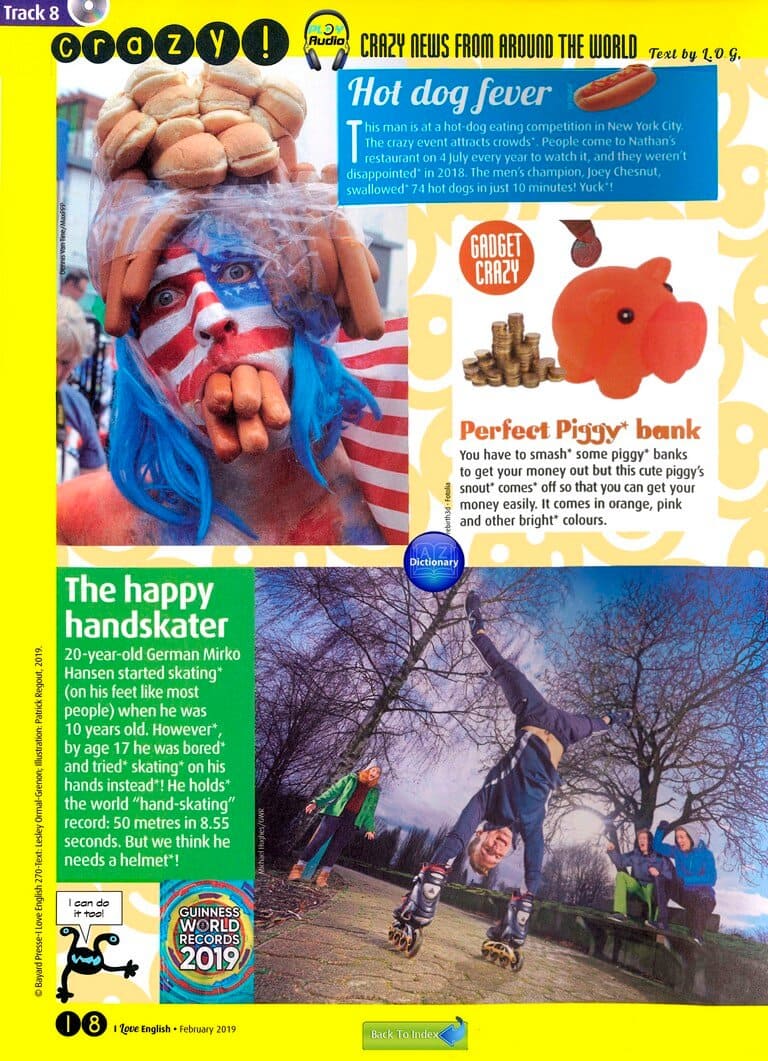 Track 8
Crazy!
PLAY
Audio
CRAZY NEWS FROM AROUND THE WORLD
Text by L.O.G.
Hot dog fever
This man is at a hot-dog eating competition in New York City.
The crazy event attracts crowds*. People come to Nathan's
restaurant on 4 July every year to watch it, and they weren't
disappointed* in 2018. The men's champion, Joey Chesnut,
swallowed* 74 hot dogs in just 10 minutes! Yuck*!
Dennis Van Tine/MaxPPP
GADGET
CRAZY
Perfect Piggy* bank
You have to smash* some piggy* banks
to get your money out but this cute piggy's
snout* comes* off so that you can get your
money easily. It comes in orange, pink
and other bright* colours.
: Fotolia
A Z
Dictionary
The happy
handskater
20-year-old German Mirko
Hansen started skating*
(on his feet like most
people) when he was
10 years old. However*,
by age 17 he was bored*
and tried* skating* on his
hands instead*! He holds*
the world "hand-skating"
record: 50 metres in 8.55
seconds. But we think he
needs a helmet*!
Michael Hughes/GWR
I can do
it too!
GUINNESS
WORLD
RECORDS
2019
© Bayard Presse-I Love English 270-Text: Lesley Ormal-Grenon; Illustration: Patrick Regout, 2019.
18
I Love English • February 2019
Back To Index